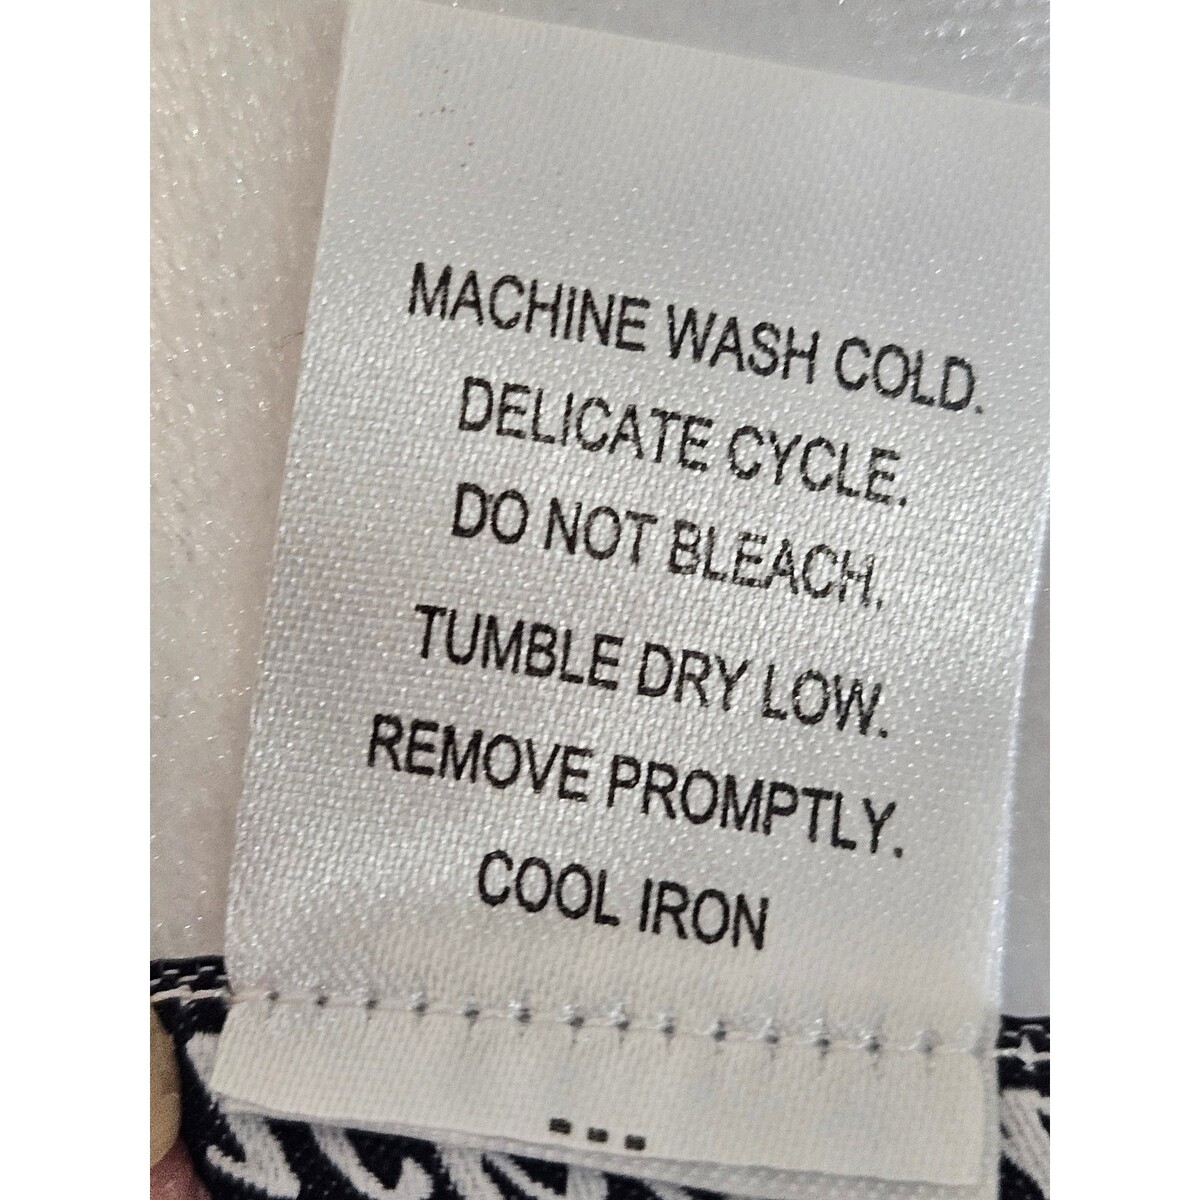 MACHINE WASH COLD.
DELICATE CYCLE.
DO NOT BLEACH.
TUMBLE DRY LOW.
REMOVE PROMPTLY.
COOL IRON